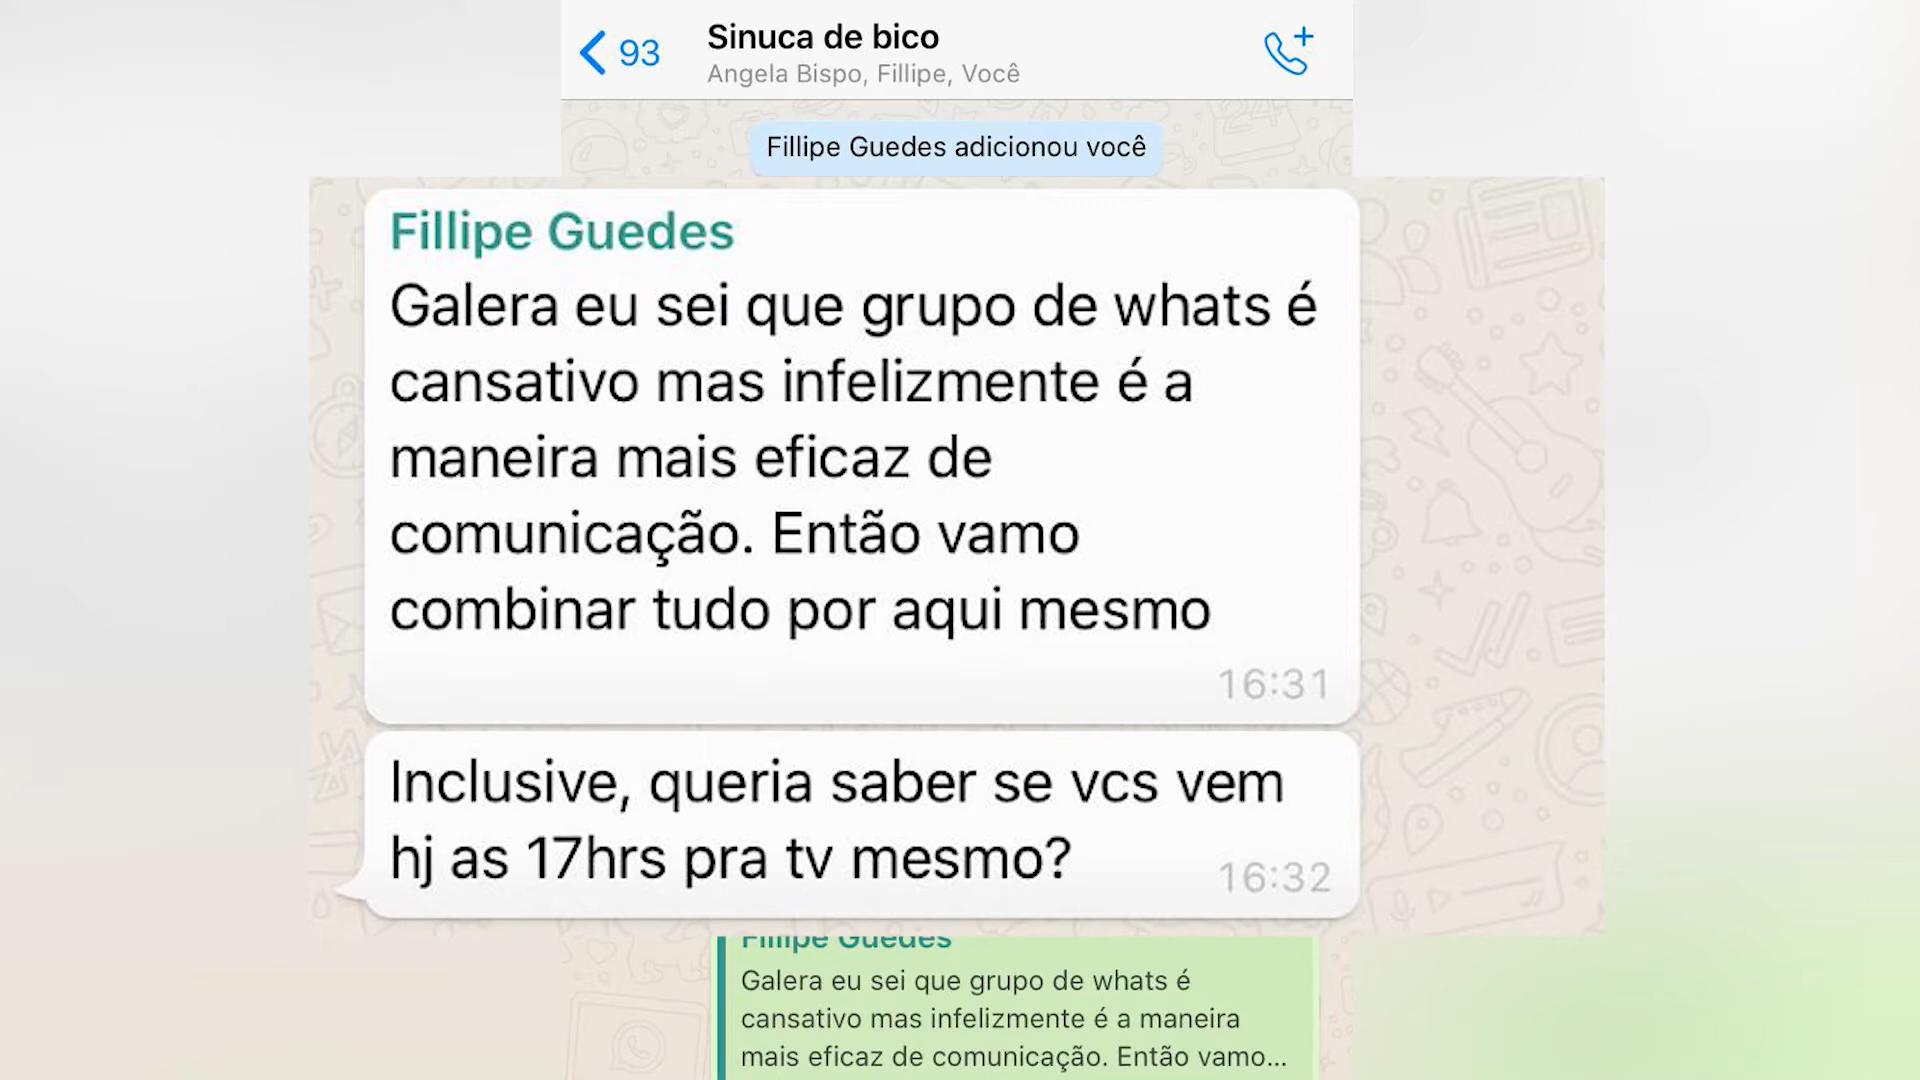 93
Sinuca de bico
Angela Bispo, Fillipe, Você
Fillipe Guedes adicionou você
Fillipe Guedes
Galera eu sei que grupo de whats é
cansativo mas infelizmente é a
maneira mais eficaz de
comunicação. Então vamo
combinar tudo por aqui mesmo
16:31
Inclusive, queria saber se vcs vem
hj as 17hrs pra tv mesmo?
16:32
Fillipe Guedes
Galera eu sei que grupo de whats é
cansativo mas infelizmente é a maneira
mais eficaz de comunicação. Então vamo...